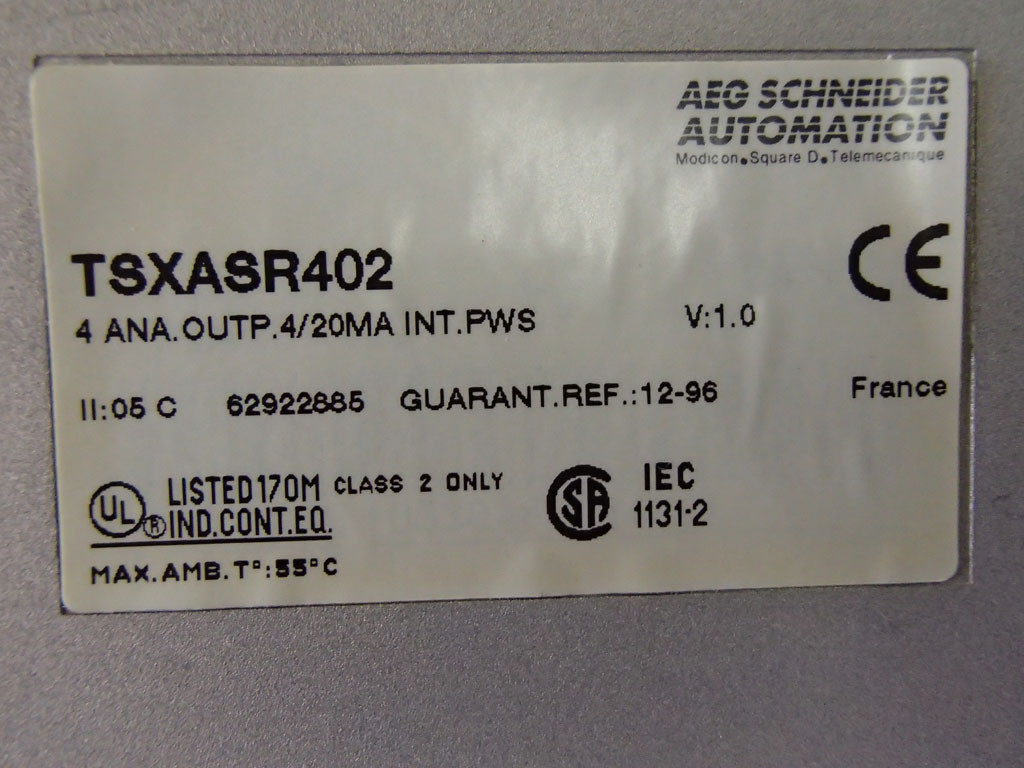 AEG SCHNEIDER
AUTOMATION
Modicon.Square D.Telemecanique
CE
TSXASR402
4 ANA.OUTP.4/20MA INT.PWS V:1.0
II:05 C 62922885 GUARANT.REF.:12-96 France
UL ® LISTED 170M CLASS 2 ONLY
IND.CONT.EQ.
SA IEC
1131-2
MAX.AMB.T°:55°C